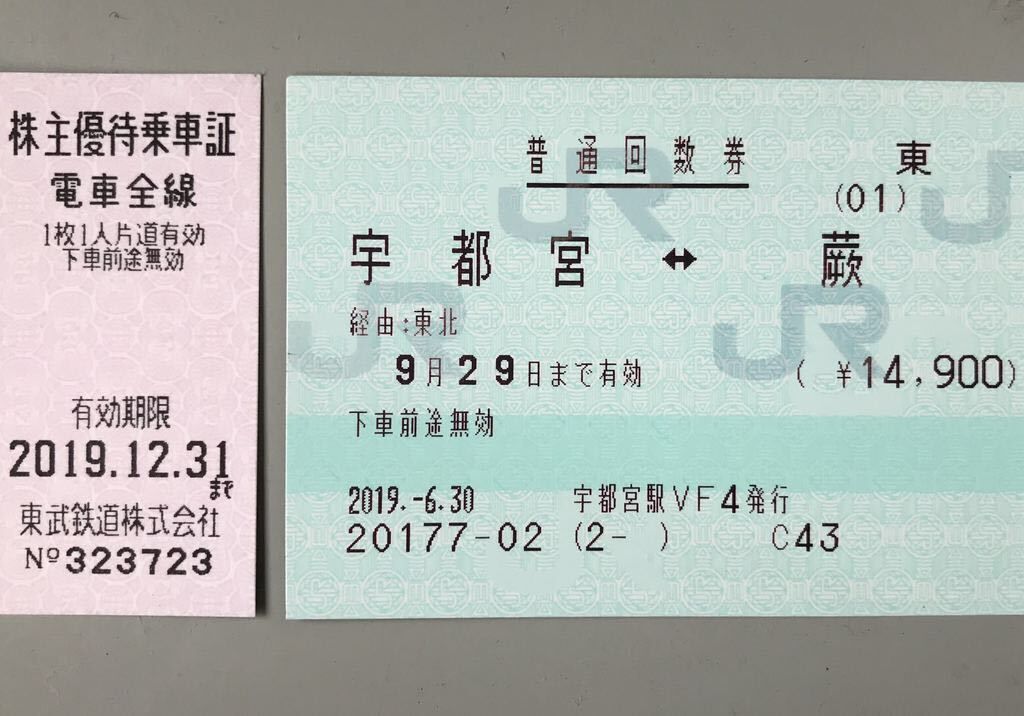 株主優待乗車証
電車全線
1枚1人片道有効
下車前途無効
有効期限
2019.12.31
まで
東武鉄道株式会社
Nº323723
普通回数券
東
(01)
宇都宮 ↔ 蕨
経由:東北
9月29日まで有効 ( ¥14,900)
下車前途無効
2019.-6.30 宇都宮駅VF4発行
20177-02 (2- ) C43
JR
JR
JR
JR